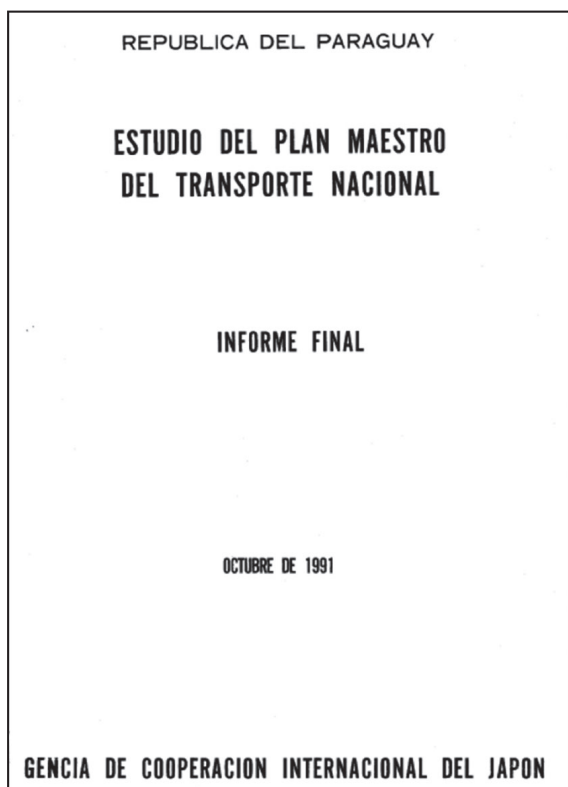 REPUBLICA DEL PARAGUAY
ESTUDIO DEL PLAN MAESTRO
DEL TRANSPORTE NACIONAL
INFORME FINAL
OCTUBRE DE 1991
GENCIA DE COOPERACION INTERNACIONAL DEL JAPON